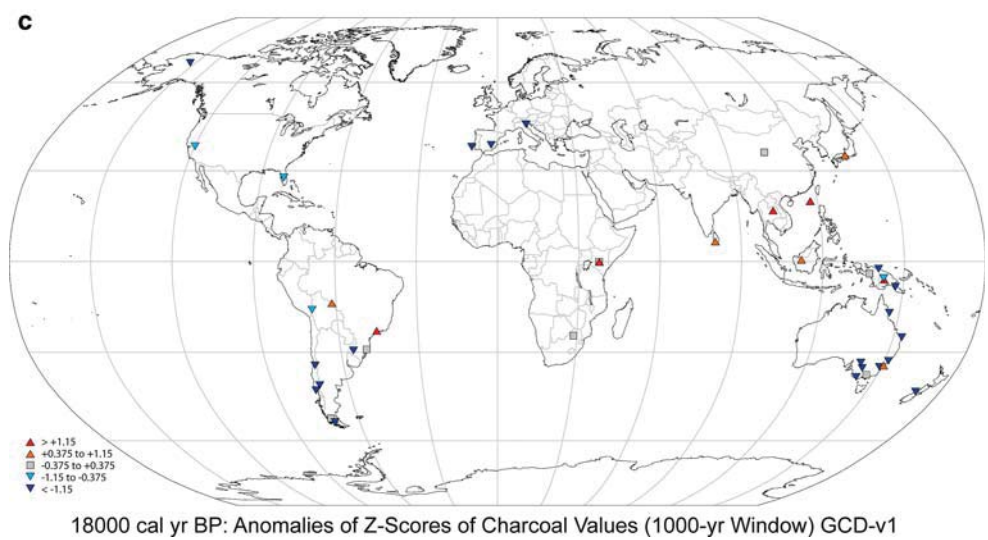 c
> +1.15
+0.375 to +1.15
-0.375 to +0.375
-1.15 to -0.375
< -1.15
18000 cal yr BP: Anomalies of Z-Scores of Charcoal Values (1000-yr Window) GCD-v1